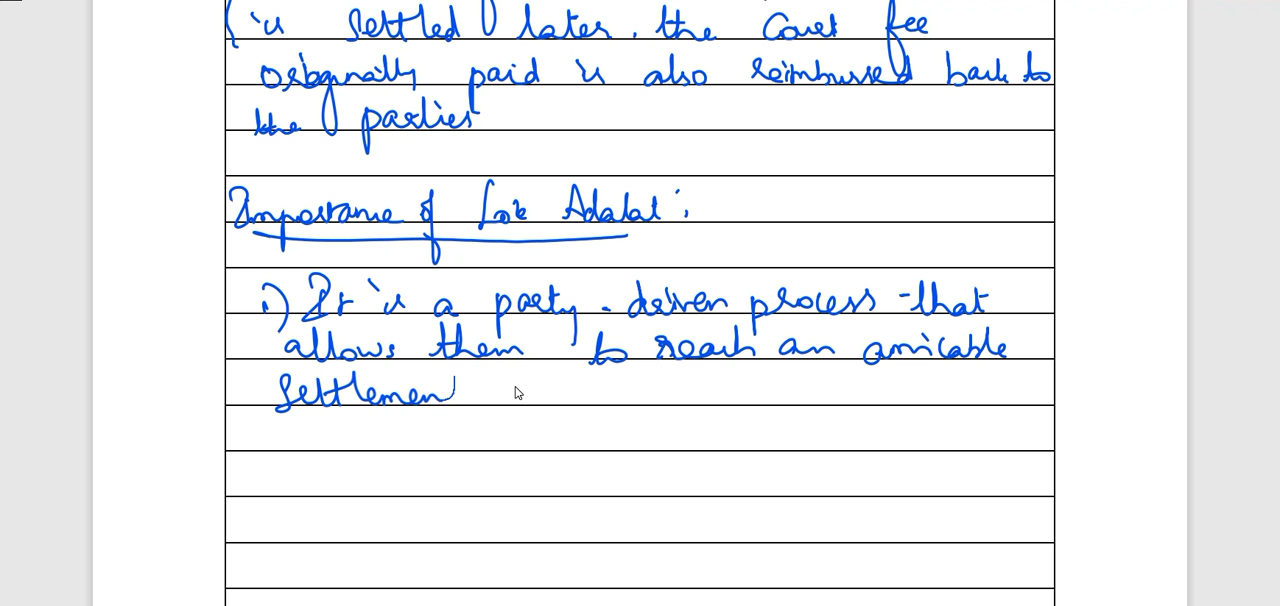 is settled later, the Court fee
originally paid is also reimbursed back to
the parties
Importance of Lok Adalat :
1) It is a party-driven process that
allows them to reach an amicable
Settlement